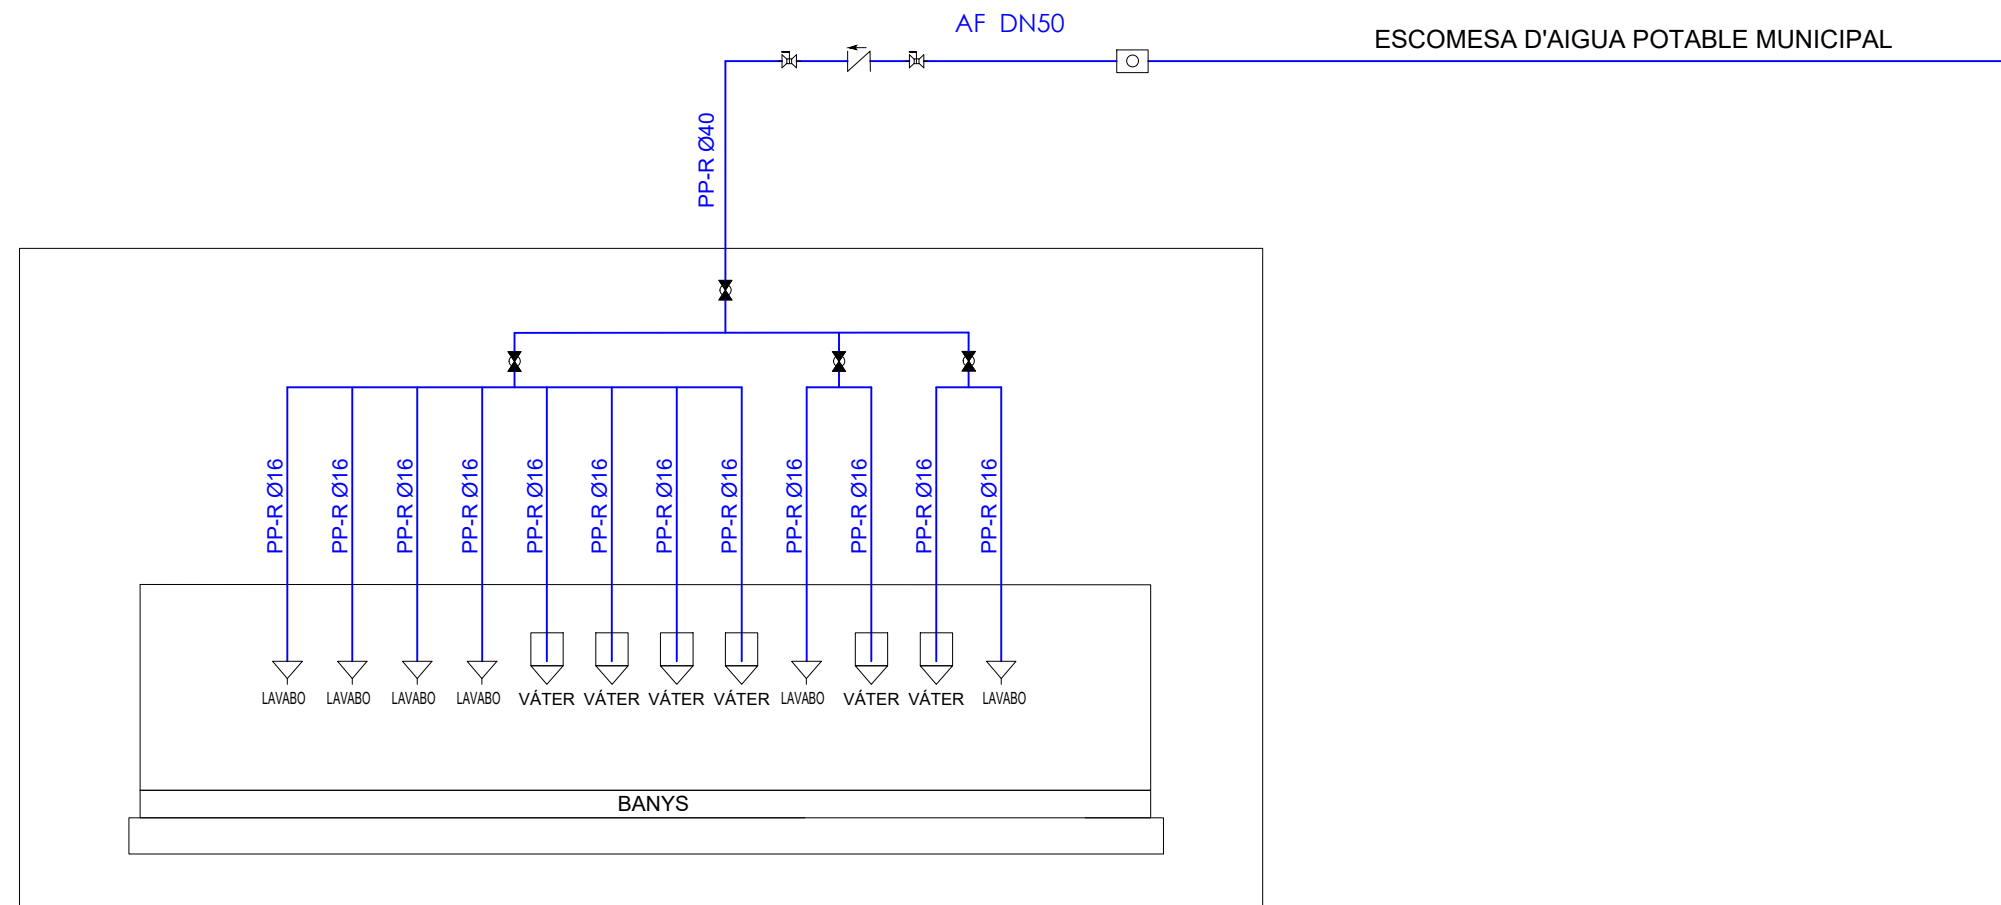 AF DN50
ESCOMESA D'AIGUA POTABLE MUNICIPAL
PP-R Ø40
PP-R Ø16
PP-R Ø16
PP-R Ø16
PP-R Ø16
PP-R Ø16
PP-R Ø16
PP-R Ø16
PP-R Ø16
PP-R Ø16
PP-R Ø16
PP-R Ø16
PP-R Ø16
LAVABO
LAVABO
LAVABO
LAVABO
VÁTER
VÁTER
VÁTER
VÁTER
LAVABO
VÁTER
VÁTER
LAVABO
BANYS